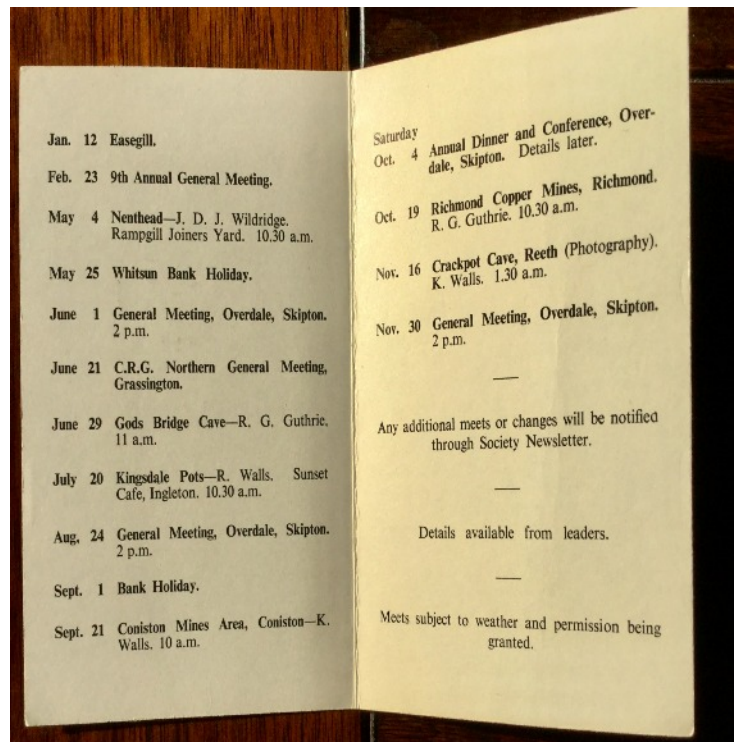 Jan. 12 Easegill.
Feb. 23 9th Annual General Meeting.
May 4 Nenthead—J. D. J. Wildridge.
Rampgill Joiners Yard. 10.30 a.m.
May 25 Whitsun Bank Holiday.
June 1 General Meeting, Overdale, Skipton.
2 p.m.
June 21 C.R.G. Northern General Meeting,
Grassington.
June 29 Gods Bridge Cave—R. G. Guthrie.
11 a.m.
July 20 Kingsdale Pots—R. Walls. Sunset
Cafe, Ingleton. 10.30 a.m.
Aug. 24 General Meeting, Overdale, Skipton.
2 p.m.
Sept. 1 Bank Holiday.
Sept. 21 Coniston Mines Area, Coniston—K.
Walls. 10 a.m.
Saturday
Oct. 4 Annual Dinner and Conference, Over-
dale, Skipton. Details later.
Oct. 19 Richmond Copper Mines, Richmond.
R. G. Guthrie. 10.30 a.m.
Nov. 16 Crackpot Cave, Reeth (Photography).
K. Walls. 1.30 a.m.
Nov. 30 General Meeting, Overdale, Skipton.
2 p.m.
Any additional meets or changes will be notified
through Society Newsletter.
Details available from leaders.
Meets subject to weather and permission being
granted.